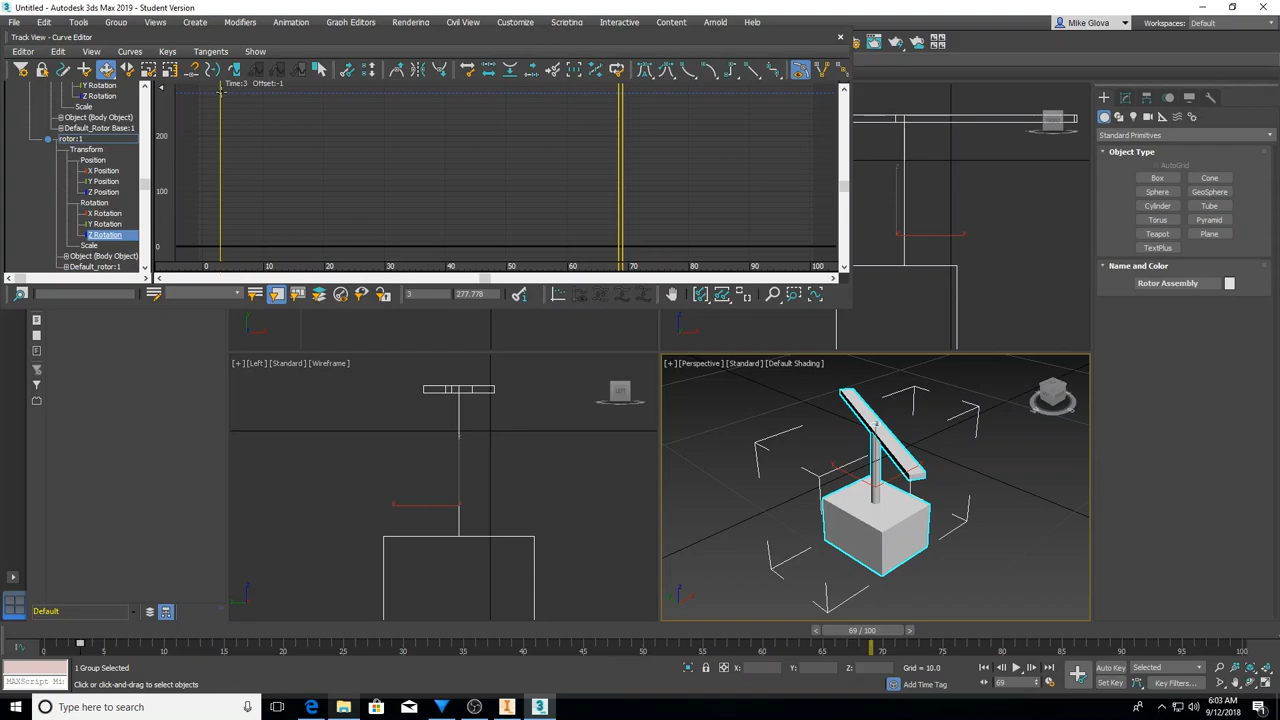 Untitled - Autodesk 3ds Max 2019 - Student Version
File Edit Tools Group Views Create Modifiers Animation Graph Editors Rendering Civil View Customize Scripting Interactive Content Arnold Help
Mike Glova Workspaces: Default
Track View - Curve Editor
Editor Edit View Curves Keys Tangents Show
Time:3 Offset:-1
Y Rotation
Z Rotation
Scale
Object (Body Object)
Default_Rotor Base:1
rotor:1
Transform
Position
X Position
Y Position
Z Position
Rotation
X Rotation
Y Rotation
Z Rotation
Scale
Object (Body Object)
Default_rotor:1
200
100
0
0 10 20 30 40 50 60 70 80 90 100
3 277.778
Standard Primitives
Object Type
AutoGrid
Box Cone
Sphere GeoSphere
Cylinder Tube
Torus Pyramid
Teapot Plane
TextPlus
Name and Color
Rotor Assembly
[+] [Left] [Standard] [Wireframe]
LEFT
[+] [Perspective] [Standard] [Default Shading]
Default
69 / 100
0 5 10 15 20 25 30 35 40 45 50 55 60 65 70 75 80 85 90 95 100
1 Group Selected
X: Y: Z: Grid = 10.0
Auto Key Selected
MAXScript Mi
Click or click-and-drag to select objects
Add Time Tag
69
Set Key Key Filters...
Type here to search
6:03 AM
9/12/2018